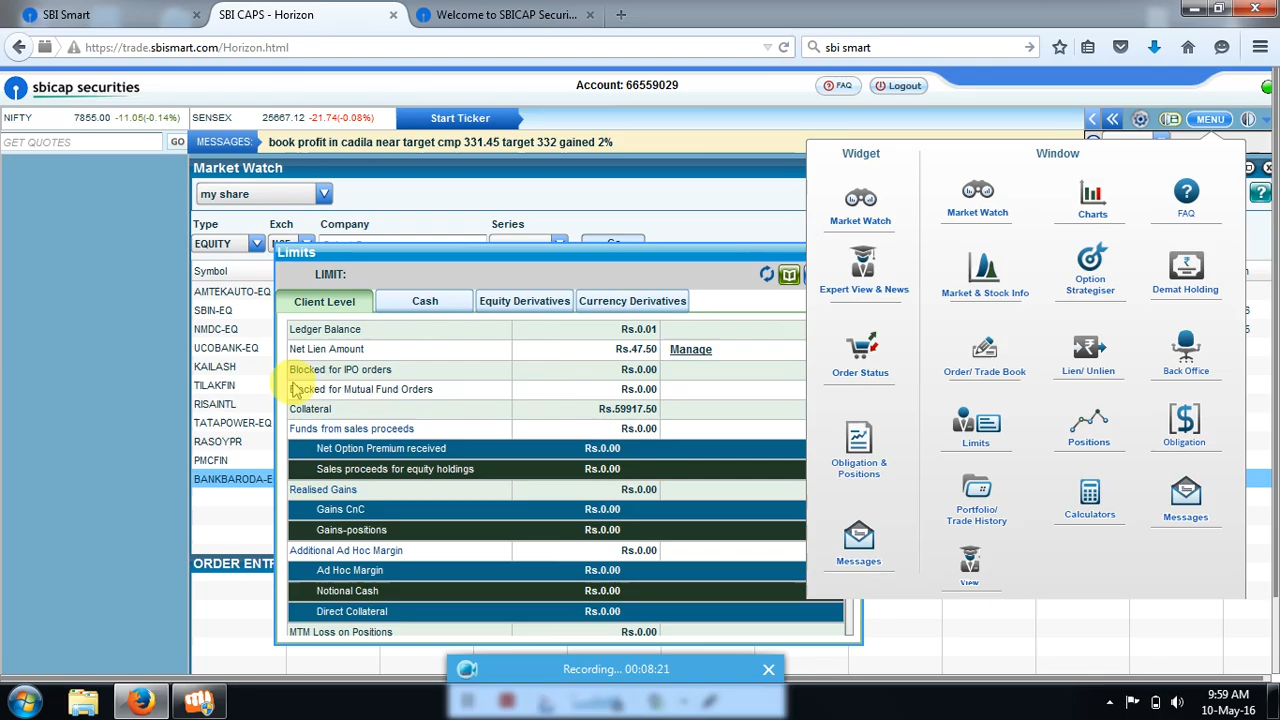 SBI Smart
SBI CAPS - Horizon
Welcome to SBICAP Securi...
https://trade.sbismart.com/Horizon.html
sbi smart
sbicap securities
Account: 66559029
FAQ
Logout
NIFTY 7855.00 -11.05(-0.14%)
SENSEX 25667.12 -21.74(-0.08%)
Start Ticker
MENU
GET QUOTES
GO
MESSAGES:
book profit in cadila near target cmp 331.45 target 332 gained 2%
Market Watch
my share
Type Exch Company Series
EQUITY
Symbol
AMTEKAUTO-EQ
SBIN-EQ
NMDC-EQ
UCOBANK-EQ
KAILASH
TILAKFIN
RISAINTL
TATAPOWER-EQ
RASOYPR
PMCFIN
BANKBARODA-E
ORDER ENT
Limits
LIMIT:
Client Level
Cash
Equity Derivatives
Currency Derivatives
Ledger Balance Rs.0.01
Net Lien Amount Rs.47.50 Manage
Blocked for IPO orders Rs.0.00
Blocked for Mutual Fund Orders Rs.0.00
Collateral Rs.59917.50
Funds from sales proceeds Rs.0.00
Net Option Premium received Rs.0.00
Sales proceeds for equity holdings Rs.0.00
Realised Gains Rs.0.00
Gains CnC Rs.0.00
Gains-positions Rs.0.00
Additional Ad Hoc Margin Rs.0.00
Ad Hoc Margin Rs.0.00
Notional Cash Rs.0.00
Direct Collateral Rs.0.00
MTM Loss on Positions Rs.0.00
Widget
Market Watch
Expert View & News
Order Status
Obligation &
Positions
Messages
Window
Market Watch
Charts
FAQ
Market & Stock Info
Option
Strategiser
Demat Holding
Order/ Trade Book
Lien/ Unlien
Back Office
Limits
Positions
Obligation
Portfolio/
Trade History
Calculators
Messages
View
Recording... 00:08:21
9:59 AM
10-May-16